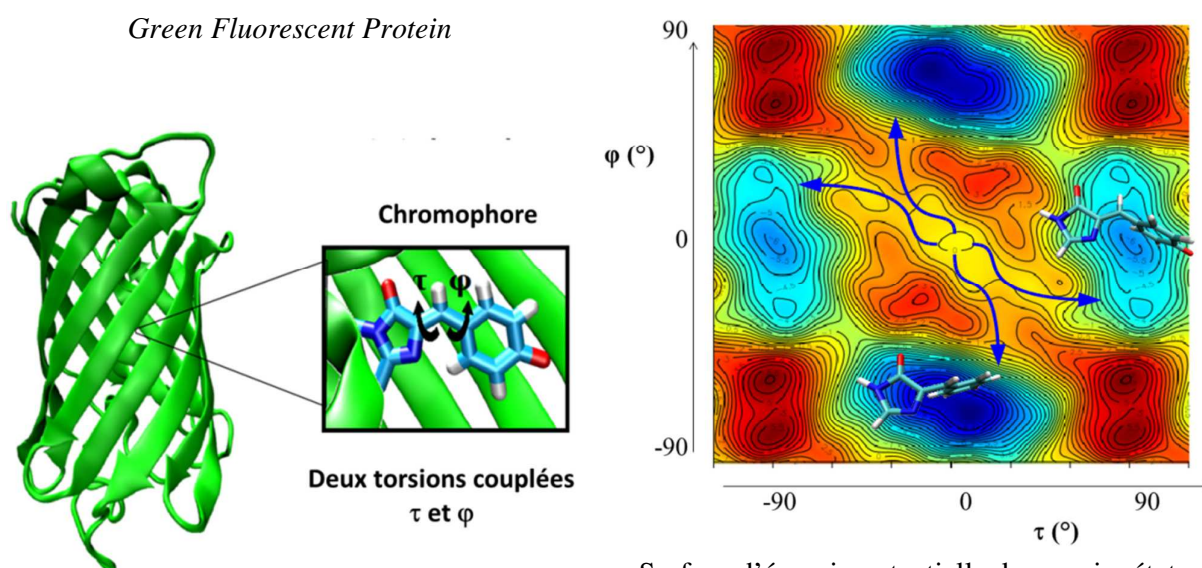 Green Fluorescent Protein
Chromophore
τ φ
Deux torsions couplées
τ et φ
90
φ (°)
0
-90
-90 0 90
τ (°)